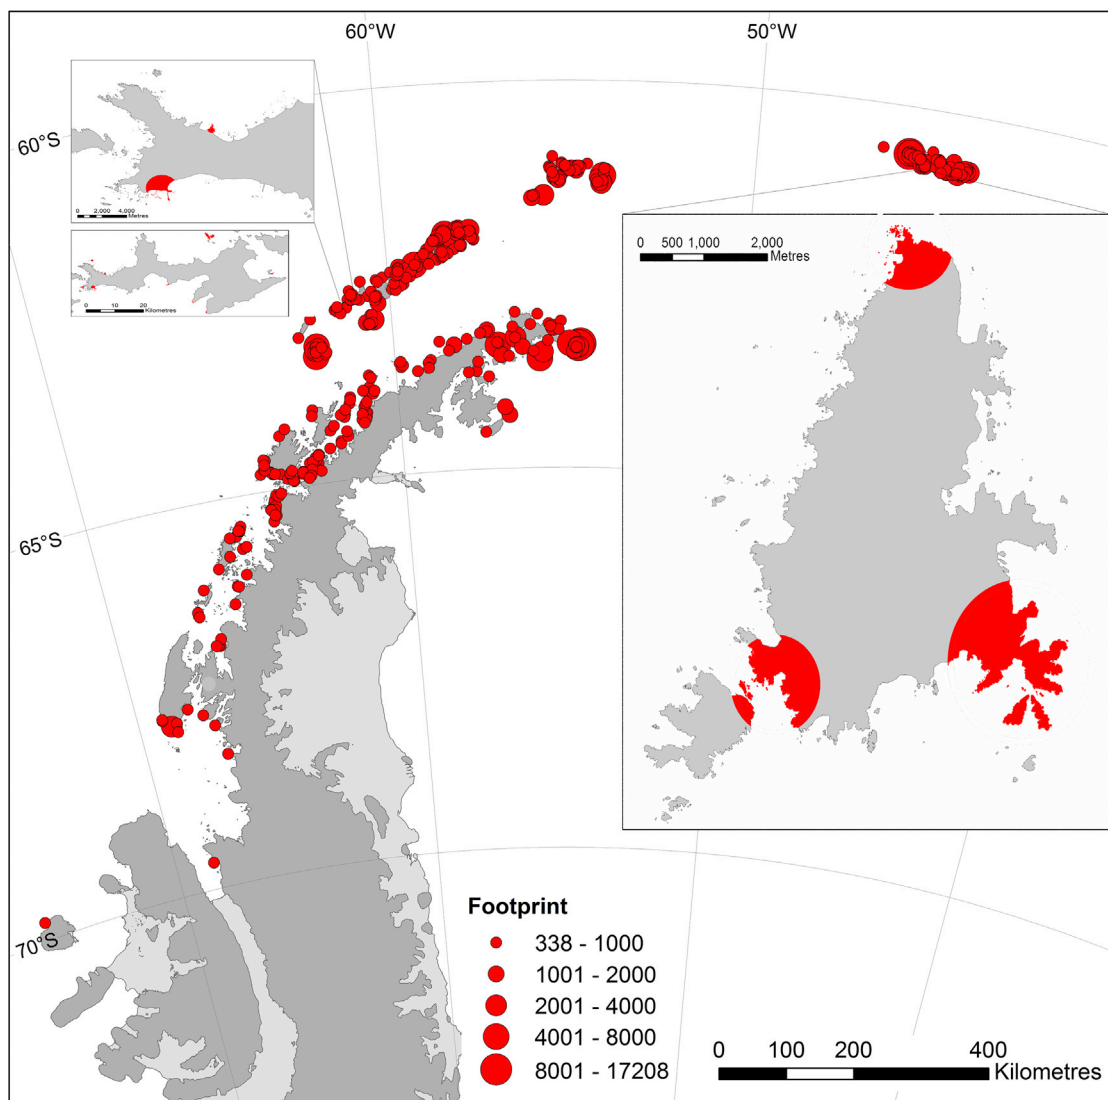 60°W
50°W
60°S
0 2,000 4,000
Metres
0 10 20
Kilometres
0 500 1,000 2,000
Metres
65°S
70°S
Footprint
338 - 1000
1001 - 2000
2001 - 4000
4001 - 8000
8001 - 17208
0 100 200 400
Kilometres